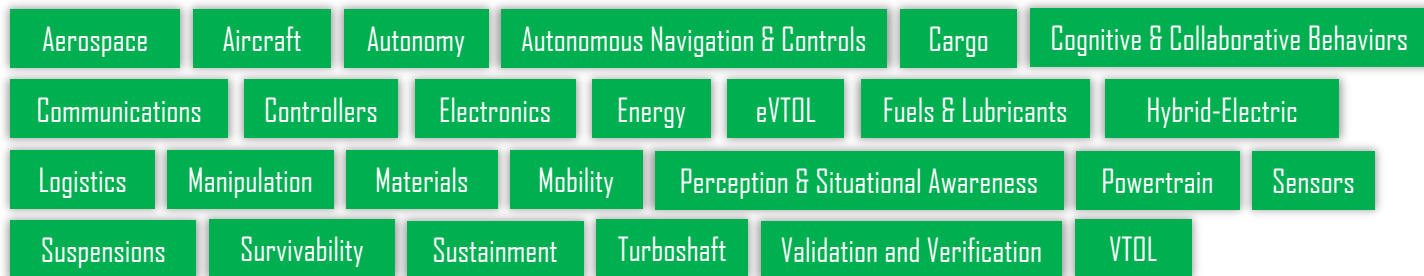 Aerospace Aircraft Autonomy Autonomous Navigation & Controls Cargo Cognitive & Collaborative Behaviors
Communications Controllers Electronics Energy eVTOL Fuels & Lubricants Hybrid-Electric
Logistics Manipulation Materials Mobility Perception & Situational Awareness Powertrain Sensors
Suspensions Survivability Sustainment Turboshaft Validation and Verification VTOL